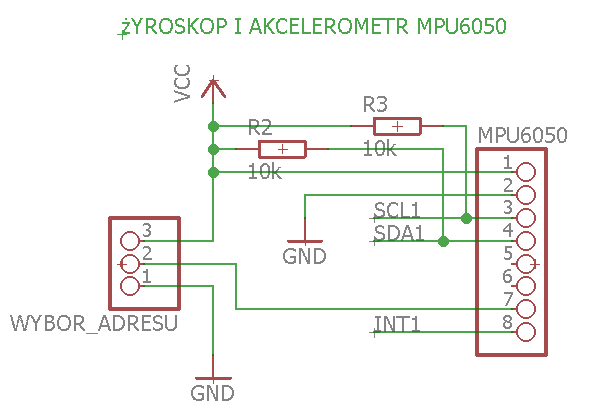 żYROSKOP I AKCELEROMETR MPU6050
VCC
R3
R2
10k
10k
MPU6050
1
2
3
4
5
6
7
8
SCL1
SDA1
GND
3
2
1
WYBOR_ADRESU
INT1
GND